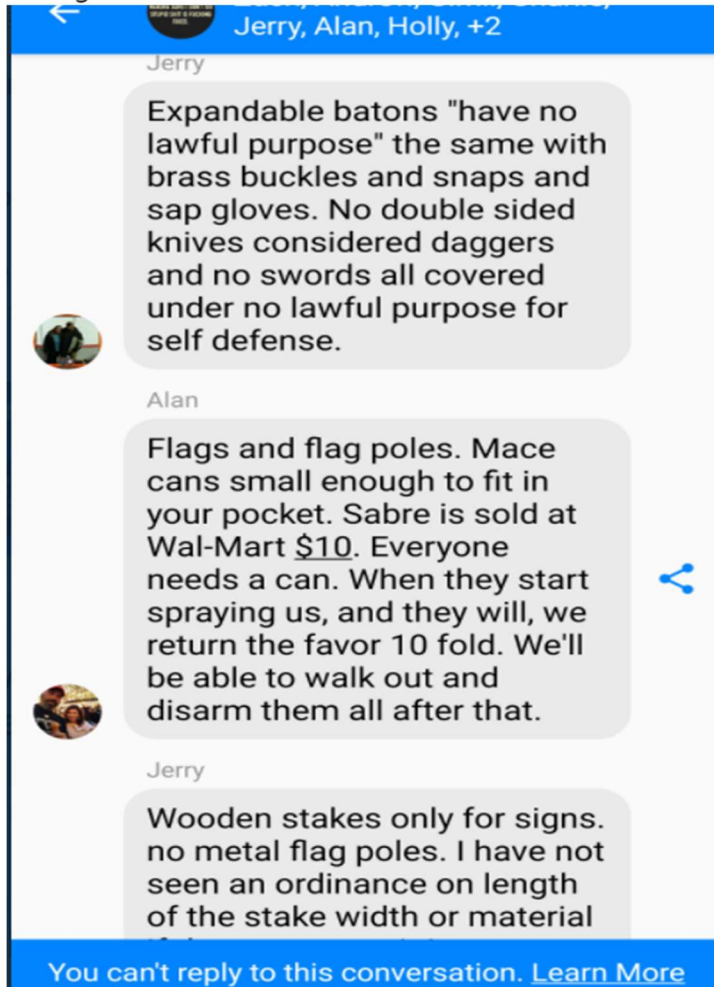 Jerry, Alan, Holly, +2
Jerry
Expandable batons "have no
lawful purpose" the same with
brass buckles and snaps and
sap gloves. No double sided
knives considered daggers
and no swords all covered
under no lawful purpose for
self defense.
Alan
Flags and flag poles. Mace
cans small enough to fit in
your pocket. Sabre is sold at
Wal-Mart $10. Everyone
needs a can. When they start
spraying us, and they will, we
return the favor 10 fold. We'll
be able to walk out and
disarm them all after that.
Jerry
Wooden stakes only for signs.
no metal flag poles. I have not
seen an ordinance on length
of the stake width or material
You can't reply to this conversation. Learn More